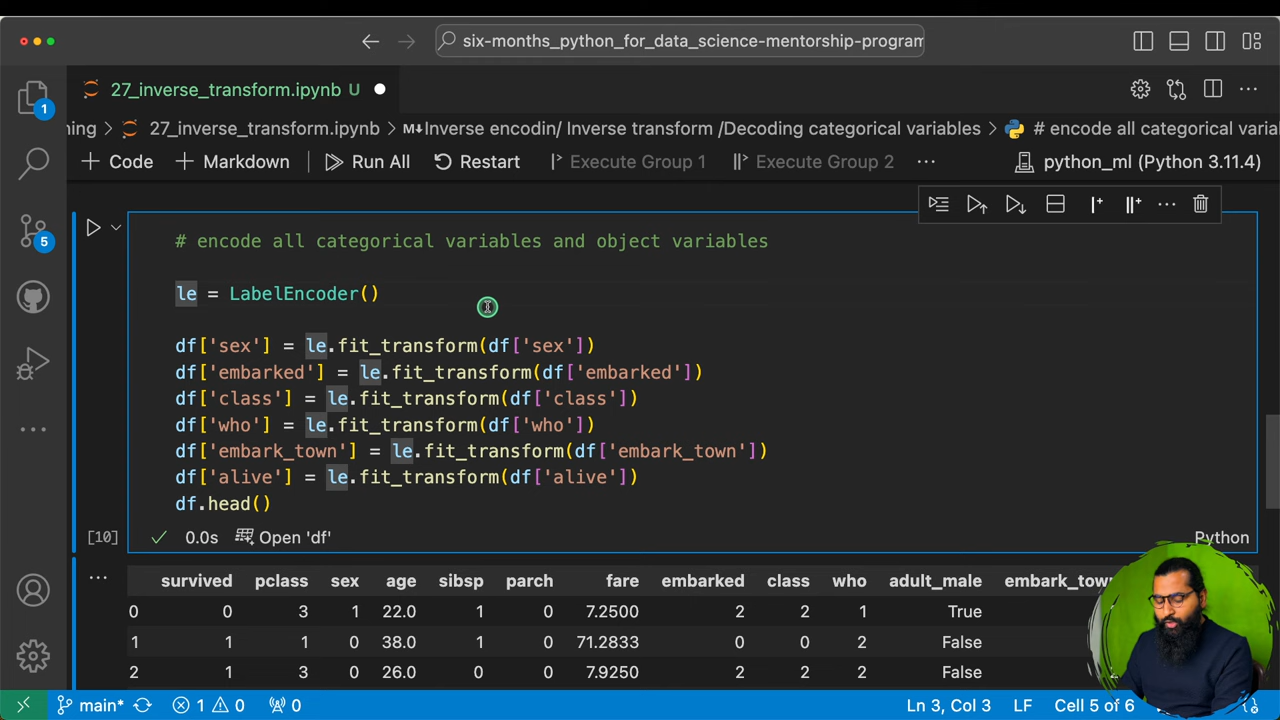 six-months_python_for_data_science-mentorship-program
27_inverse_transform.ipynb U
ning > 27_inverse_transform.ipynb > M↓Inverse encodin/ Inverse transform /Decoding categorical variables > # encode all categorical varia
+ Code + Markdown Run All Restart Execute Group 1 Execute Group 2 ... python_ml (Python 3.11.4)
1
5
# encode all categorical variables and object variables
le = LabelEncoder()
df['sex'] = le.fit_transform(df['sex'])
df['embarked'] = le.fit_transform(df['embarked'])
df['class'] = le.fit_transform(df['class'])
df['who'] = le.fit_transform(df['who'])
df['embark_town'] = le.fit_transform(df['embark_town'])
df['alive'] = le.fit_transform(df['alive'])
df.head()
[10] ✓ 0.0s Open 'df' Python
... survived pclass sex age sibsp parch fare embarked class who adult_male embark_town
0 0 3 1 22.0 1 0 7.2500 2 2 1 True
1 1 1 0 38.0 1 0 71.2833 0 0 2 False
2 1 3 0 26.0 0 0 7.9250 2 2 2 False
main* 1 0 0 Ln 3, Col 3 LF Cell 5 of 6